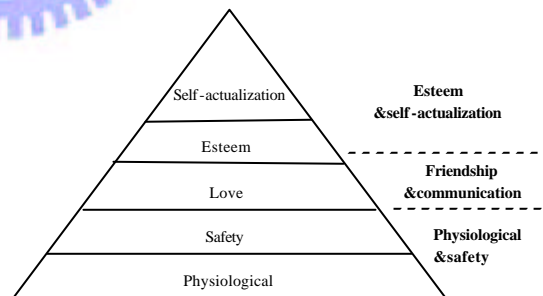 Self-actualization
Esteem
Love
Safety
Physiological
Esteem
&self-actualization
Friendship
&communication
Physiological
&safety